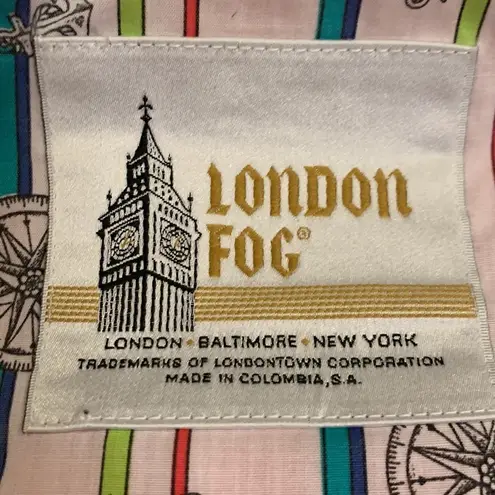 LONDON
FOG®
LONDON • BALTIMORE • NEW YORK
TRADEMARKS OF LONDONTOWN CORPORATION
MADE IN COLOMBIA, S.A.